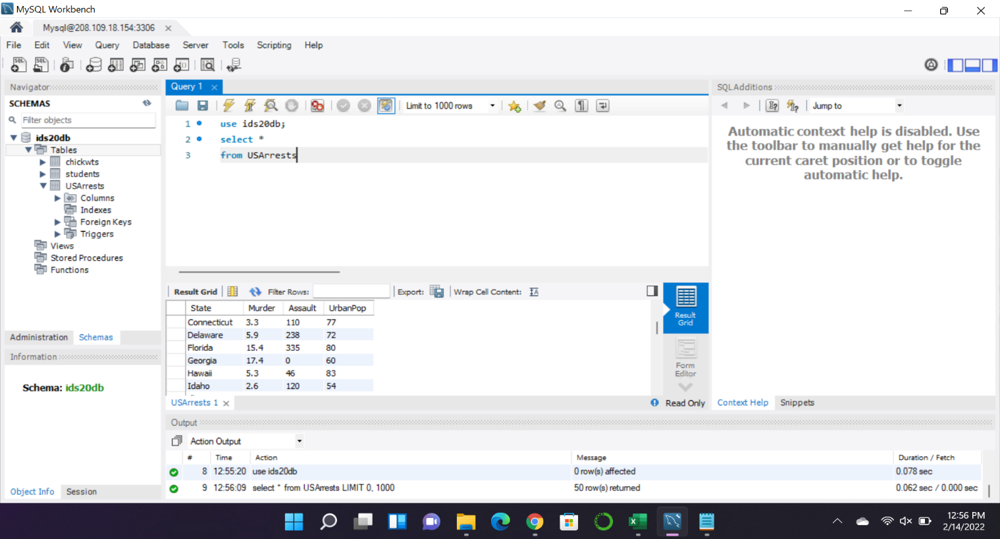 MySQL Workbench
Mysql@208.109.18.154:3306
File Edit View Query Database Server Tools Scripting Help
Navigator
SCHEMAS
Filter objects
ids20db
Tables
chickwts
students
USArrests
Columns
Indexes
Foreign Keys
Triggers
Views
Stored Procedures
Functions
Administration Schemas
Information
Schema: ids20db
Object Info Session
Query 1
Limit to 1000 rows
1 use ids20db;
2 select *
3 from USArrests
Result Grid Filter Rows: Export: Wrap Cell Content:
State Murder Assault UrbanPop
Connecticut 3.3 110 77
Delaware 5.9 238 72
Florida 15.4 335 80
Georgia 17.4 0 60
Hawaii 5.3 46 83
Idaho 2.6 120 54
Result
Grid
Form
Editor
USArrests 1
Read Only
SQLAdditions
Jump to
Automatic context help is disabled. Use
the toolbar to manually get help for the
current caret position or to toggle
automatic help.
Context Help Snippets
Output
Action Output
# Time Action Message Duration / Fetch
8 12:55:20 use ids20db 0 row(s) affected 0.078 sec
9 12:56:09 select * from USArrests LIMIT 0, 1000 50 row(s) returned 0.062 sec / 0.000 sec
12:56 PM
2/14/2022